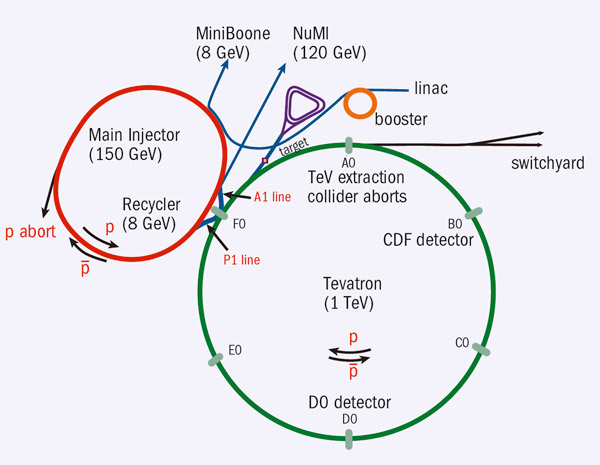 MiniBoone
(8 GeV)
NuMI
(120 GeV)
linac
booster
Main Injector
(150 GeV)
target
switchyard
A0
TeV extraction
collider aborts
Recycler
(8 GeV)
A1 line
F0
B0
p abort
p
p̅
CDF detector
P1 line
Tevatron
(1 TeV)
p
p̅
E0
C0
D0 detector
D0